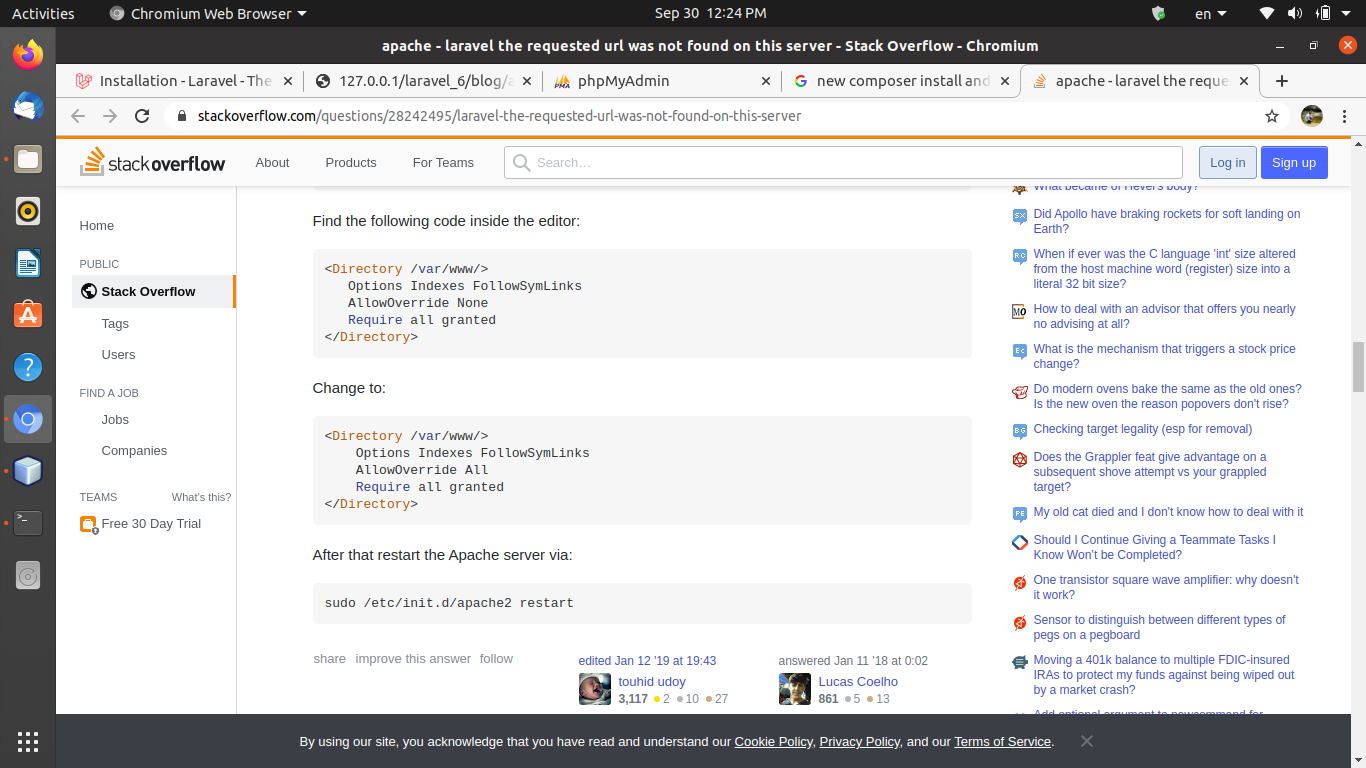 Activities
Chromium Web Browser
Sep 30 12:24 PM
en
apache - laravel the requested url was not found on this server - Stack Overflow - Chromium
Installation - Laravel - The
127.0.0.1/laravel_6/blog/a
phpMyAdmin
new composer install and
apache - laravel the reque
stackoverflow.com/questions/28242495/laravel-the-requested-url-was-not-found-on-this-server
stack overflow
About
Products
For Teams
Search…
Log in
Sign up
Home
PUBLIC
Stack Overflow
Tags
Users
FIND A JOB
Jobs
Companies
TEAMS
What's this?
Free 30 Day Trial
Find the following code inside the editor:
<Directory /var/www/>
Options Indexes FollowSymLinks
AllowOverride None
Require all granted
</Directory>
Change to:
<Directory /var/www/>
Options Indexes FollowSymLinks
AllowOverride All
Require all granted
</Directory>
After that restart the Apache server via:
sudo /etc/init.d/apache2 restart
share improve this answer follow
edited Jan 12 '19 at 19:43
touhid udoy
3,117 2 10 27
answered Jan 11 '18 at 0:02
Lucas Coelho
861 5 13
What became of Hevel's body?
Did Apollo have braking rockets for soft landing on
Earth?
When if ever was the C language 'int' size altered
from the host machine word (register) size into a
literal 32 bit size?
How to deal with an advisor that offers you nearly
no advising at all?
What is the mechanism that triggers a stock price
change?
Do modern ovens bake the same as the old ones?
Is the new oven the reason popovers don't rise?
Checking target legality (esp for removal)
Does the Grappler feat give advantage on a
subsequent shove attempt vs your grappled
target?
My old cat died and I don't know how to deal with it
Should I Continue Giving a Teammate Tasks I
Know Won't be Completed?
One transistor square wave amplifier: why doesn't
it work?
Sensor to distinguish between different types of
pegs on a pegboard
Moving a 401k balance to multiple FDIC-insured
IRAs to protect my funds against being wiped out
by a market crash?
Add optional argument to newcommand for
By using our site, you acknowledge that you have read and understand our Cookie Policy, Privacy Policy, and our Terms of Service.